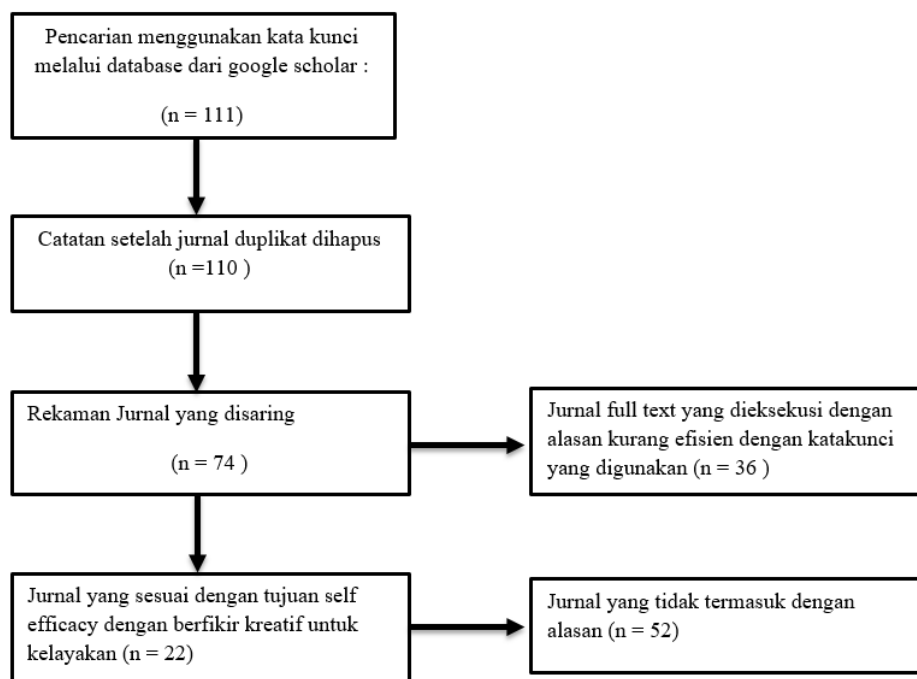 Pencarian menggunakan kata kunci
melalui database dari google scholar :
(n = 111)
Catatan setelah jurnal duplikat dihapus
(n =110 )
Rekaman Jurnal yang disaring
(n = 74 )
Jurnal full text yang dieksekusi dengan
alasan kurang efisien dengan katakunci
yang digunakan (n = 36 )
Jurnal yang sesuai dengan tujuan self
efficacy dengan berfikir kreatif untuk
kelayakan (n = 22)
Jurnal yang tidak termasuk dengan
alasan (n = 52)